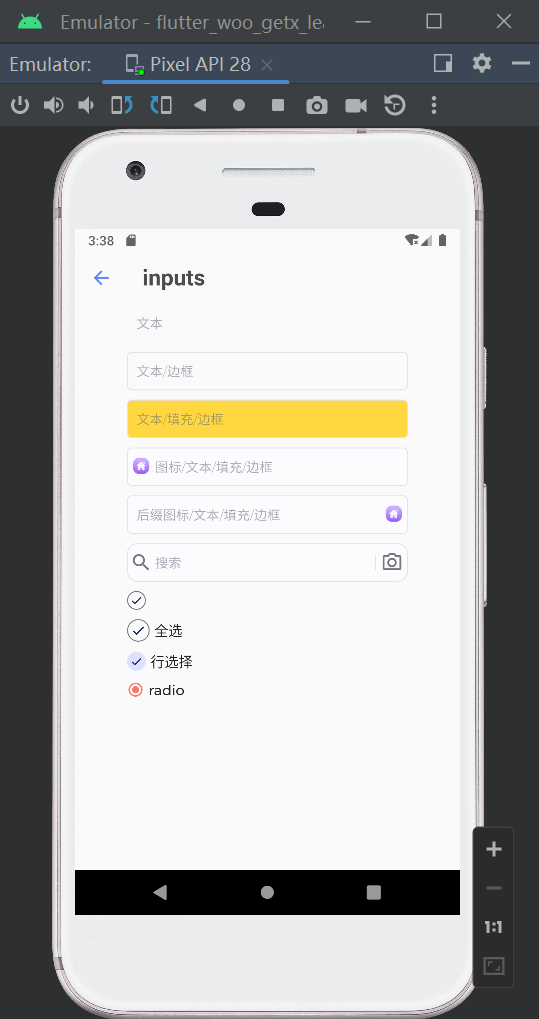 Emulator - flutter_woo_getx_lea
Emulator: Pixel API 28
3:38
inputs
文本
文本/边框
文本/填充/边框
图标/文本/填充/边框
后缀图标/文本/填充/边框
搜索
全选
行选择
radio
1:1